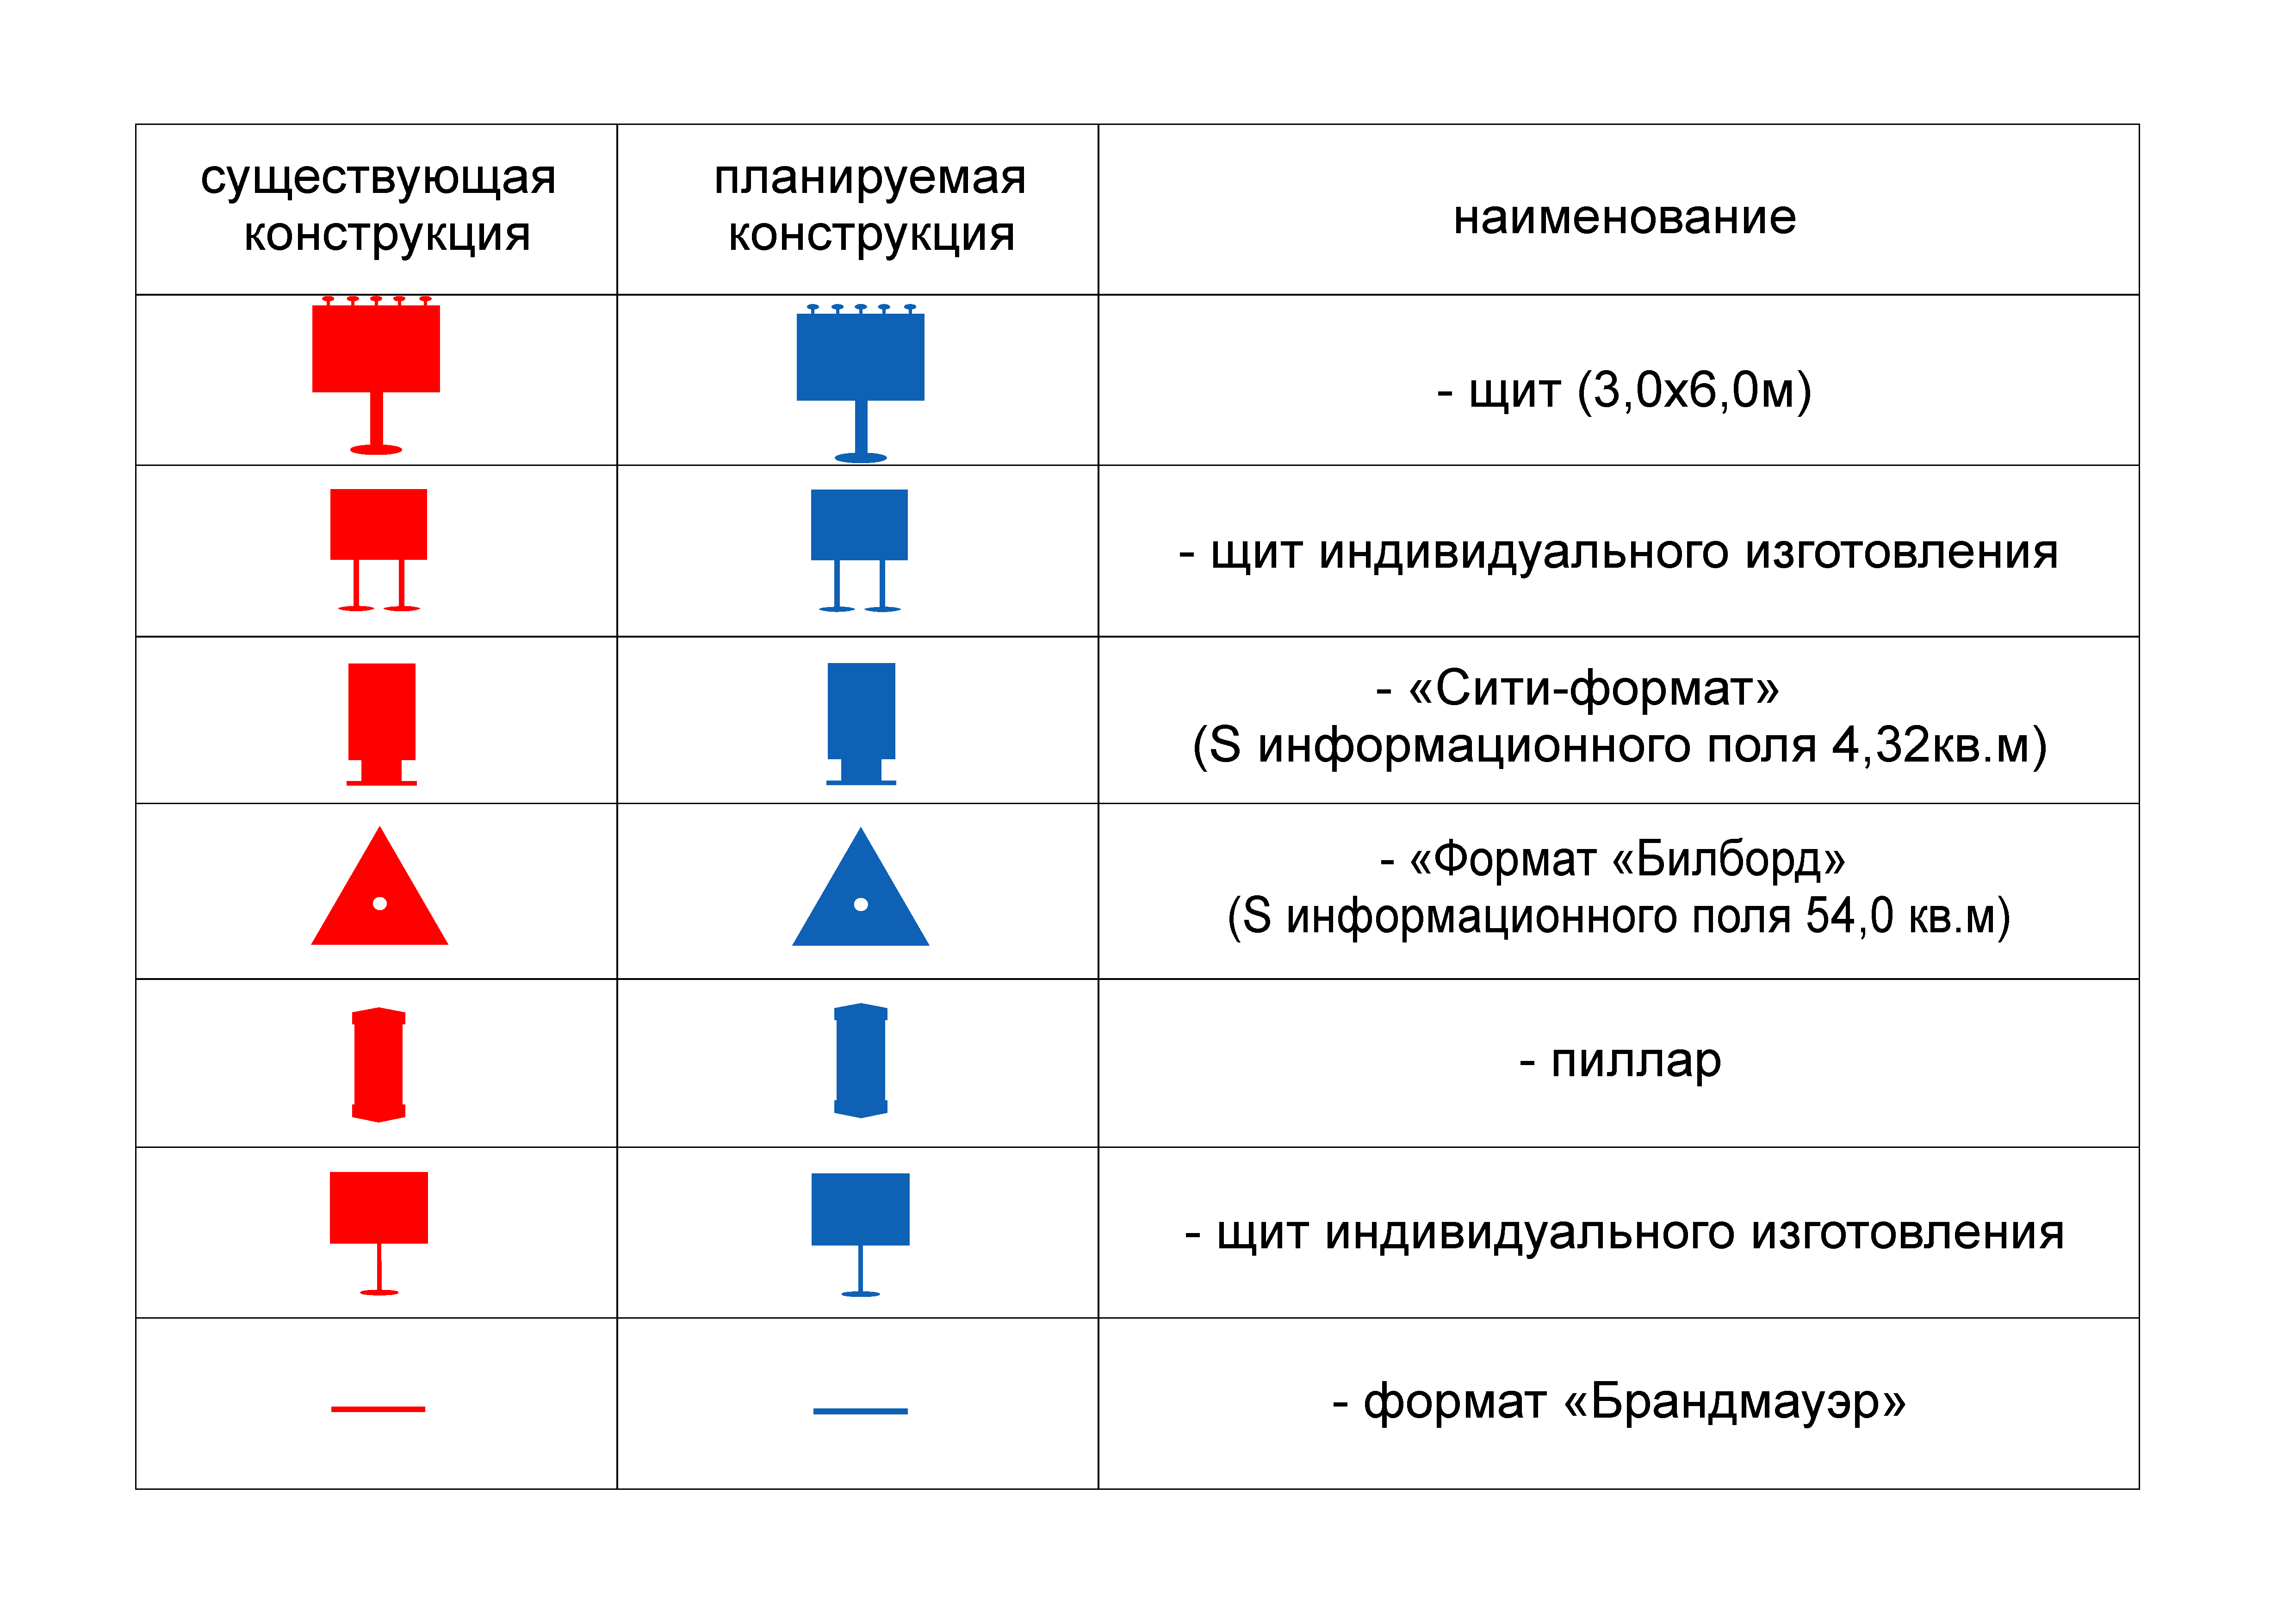 существующая
конструкция
планируемая
конструкция
наименование
- щит (3,0х6,0м)
- щит индивидуального изготовления
- «Сити-формат»
(S информационного поля 4,32кв.м)
- «Формат «Билборд»
(S информационного поля 54,0 кв.м)
- пиллар
- щит индивидуального изготовления
- формат «Брандмауэр»